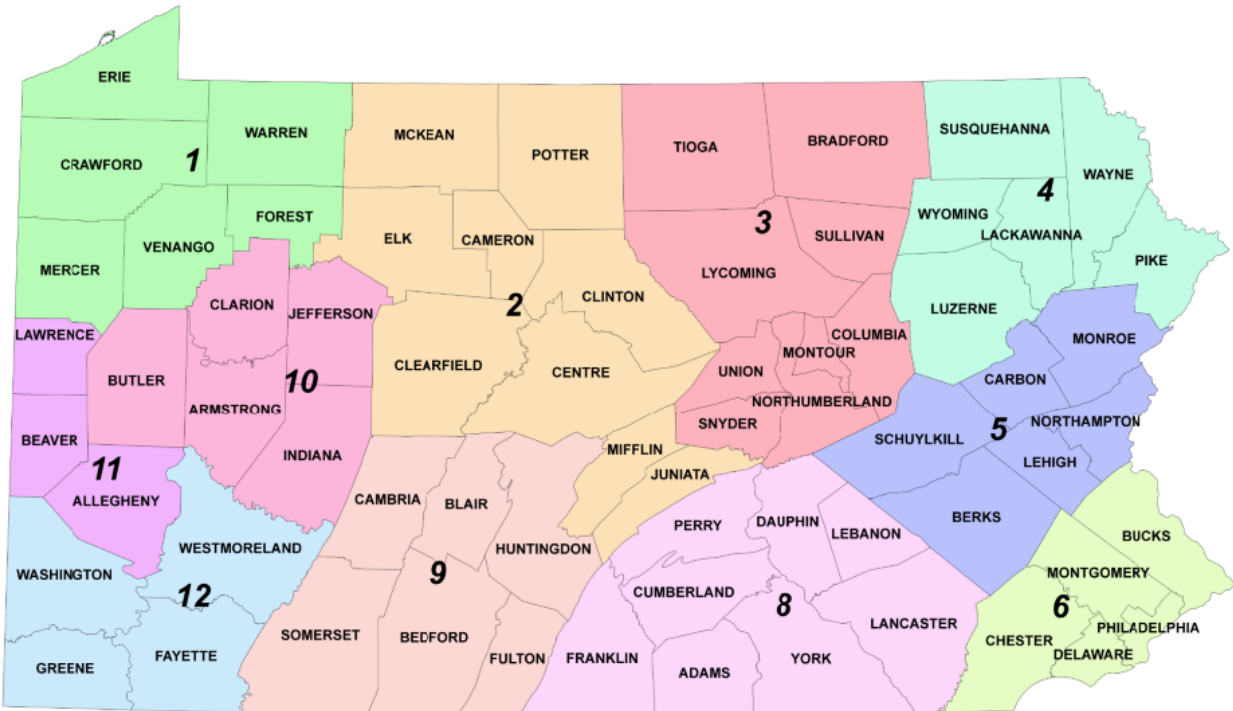 ERIE
WARREN
CRAWFORD
1
FOREST
VENANGO
MERCER
MCKEAN
POTTER
ELK
CAMERON
2
CLINTON
CLEARFIELD
CENTRE
MIFFLIN
JUNIATA
TIOGA
BRADFORD
3
SULLIVAN
LYCOMING
COLUMBIA
MONTOUR
UNION
NORTHUMBERLAND
SNYDER
SUSQUEHANNA
WAYNE
4
WYOMING
LACKAWANNA
PIKE
LUZERNE
MONROE
CARBON
NORTHAMPTON
5
SCHUYLKILL
LEHIGH
BERKS
BUCKS
MONTGOMERY
6
PHILADELPHIA
CHESTER
DELAWARE
PERRY
DAUPHIN
LEBANON
CUMBERLAND
8
LANCASTER
FRANKLIN
ADAMS
YORK
CAMBRIA
BLAIR
HUNTINGDON
9
SOMERSET
BEDFORD
FULTON
CLARION
JEFFERSON
BUTLER
10
ARMSTRONG
INDIANA
LAWRENCE
BEAVER
11
ALLEGHENY
WESTMORELAND
WASHINGTON
12
FAYETTE
GREENE